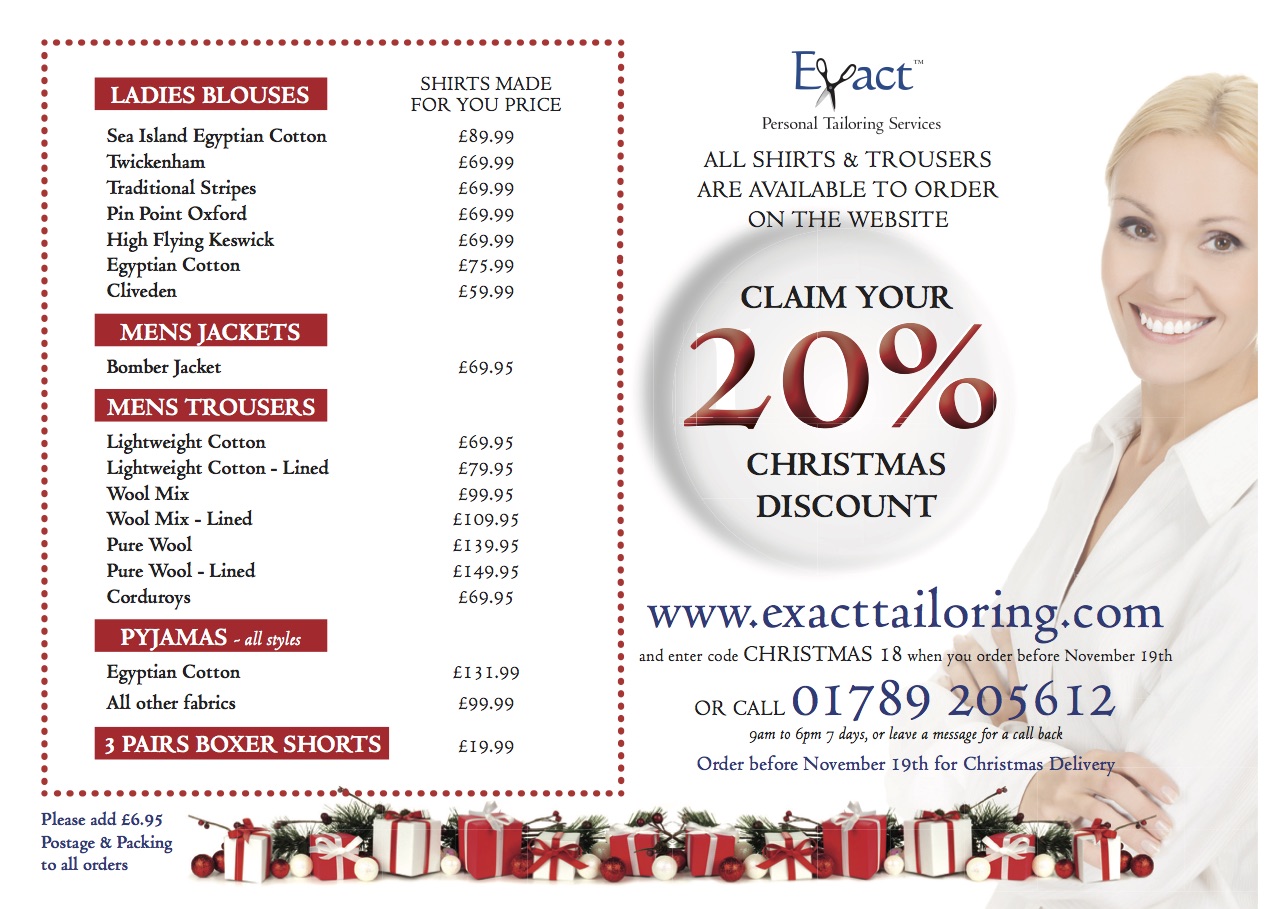 LADIES BLOUSES
SHIRTS MADE
FOR YOU PRICE
Sea Island Egyptian Cotton £89.99
Twickenham £69.99
Traditional Stripes £69.99
Pin Point Oxford £69.99
High Flying Keswick £69.99
Egyptian Cotton £75.99
Cliveden £59.99
MENS JACKETS
Bomber Jacket £69.95
MENS TROUSERS
Lightweight Cotton £69.95
Lightweight Cotton - Lined £79.95
Wool Mix £99.95
Wool Mix - Lined £109.95
Pure Wool £139.95
Pure Wool - Lined £149.95
Corduroys £69.95
PYJAMAS - all styles
Egyptian Cotton £131.99
All other fabrics £99.99
3 PAIRS BOXER SHORTS £19.99
Please add £6.95
Postage & Packing
to all orders
Exact™
Personal Tailoring Services
ALL SHIRTS & TROUSERS
ARE AVAILABLE TO ORDER
ON THE WEBSITE
CLAIM YOUR
20%
CHRISTMAS
DISCOUNT
www.exacttailoring.com
and enter code CHRISTMAS 18 when you order before November 19th
OR CALL 01789 205612
9am to 6pm 7 days, or leave a message for a call back
Order before November 19th for Christmas Delivery